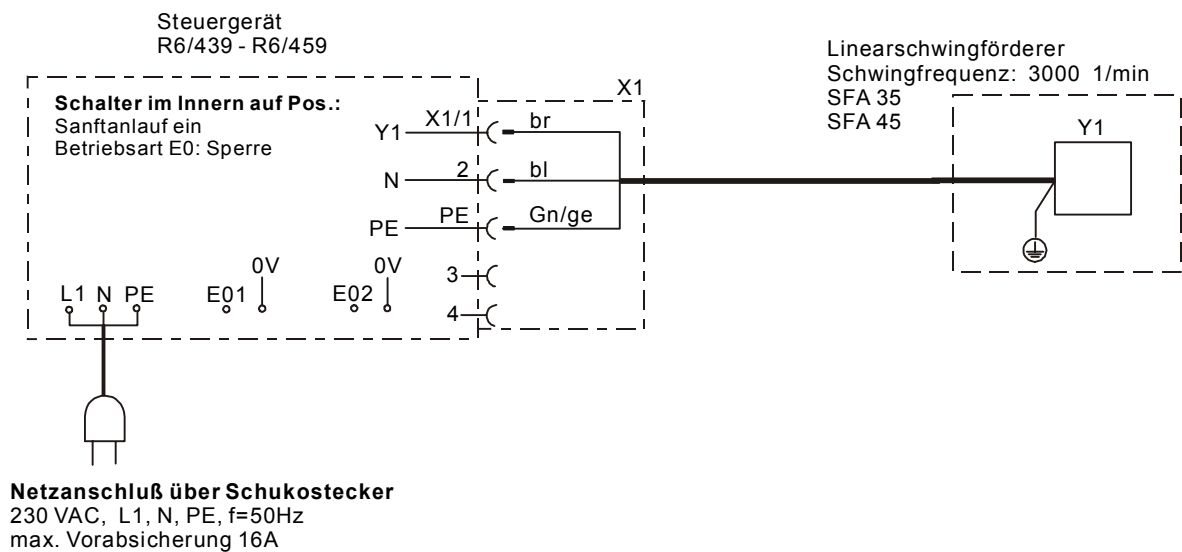 Steuergerät
R6/439 - R6/459
Linearschwingförderer
Schwingfrequenz: 3000 1/min
SFA 35
SFA 45
Schalter im Innern auf Pos.:
Sanftanlauf ein
Betriebsart E0: Sperre
X1
Y1 X1/1 br
N 2 bl
PE PE Gn/ge
3
4
Y1
0V 0V
L1 N PE E01 E02
Netzanschluß über Schukostecker
230 VAC, L1, N, PE, f=50Hz
max. Vorabsicherung 16A